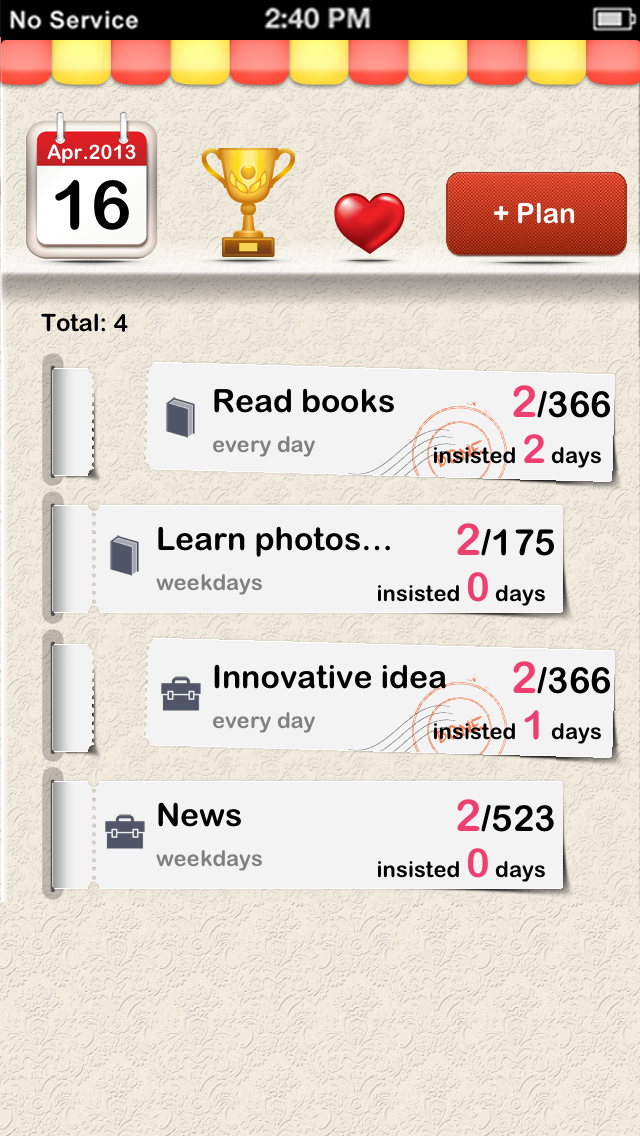 No Service 2:40 PM
Apr.2013
16
+ Plan
Total: 4
Read books 2/366
every day DONE insisted 2 days
Learn photos... 2/175
weekdays insisted 0 days
Innovative idea 2/366
every day DONE insisted 1 days
News 2/523
weekdays insisted 0 days